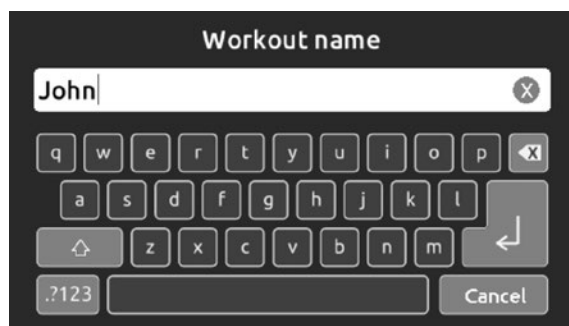 Workout name
John
q w e r t y u i o p
a s d f g h j k l
z x c v b n m
.?123 Cancel